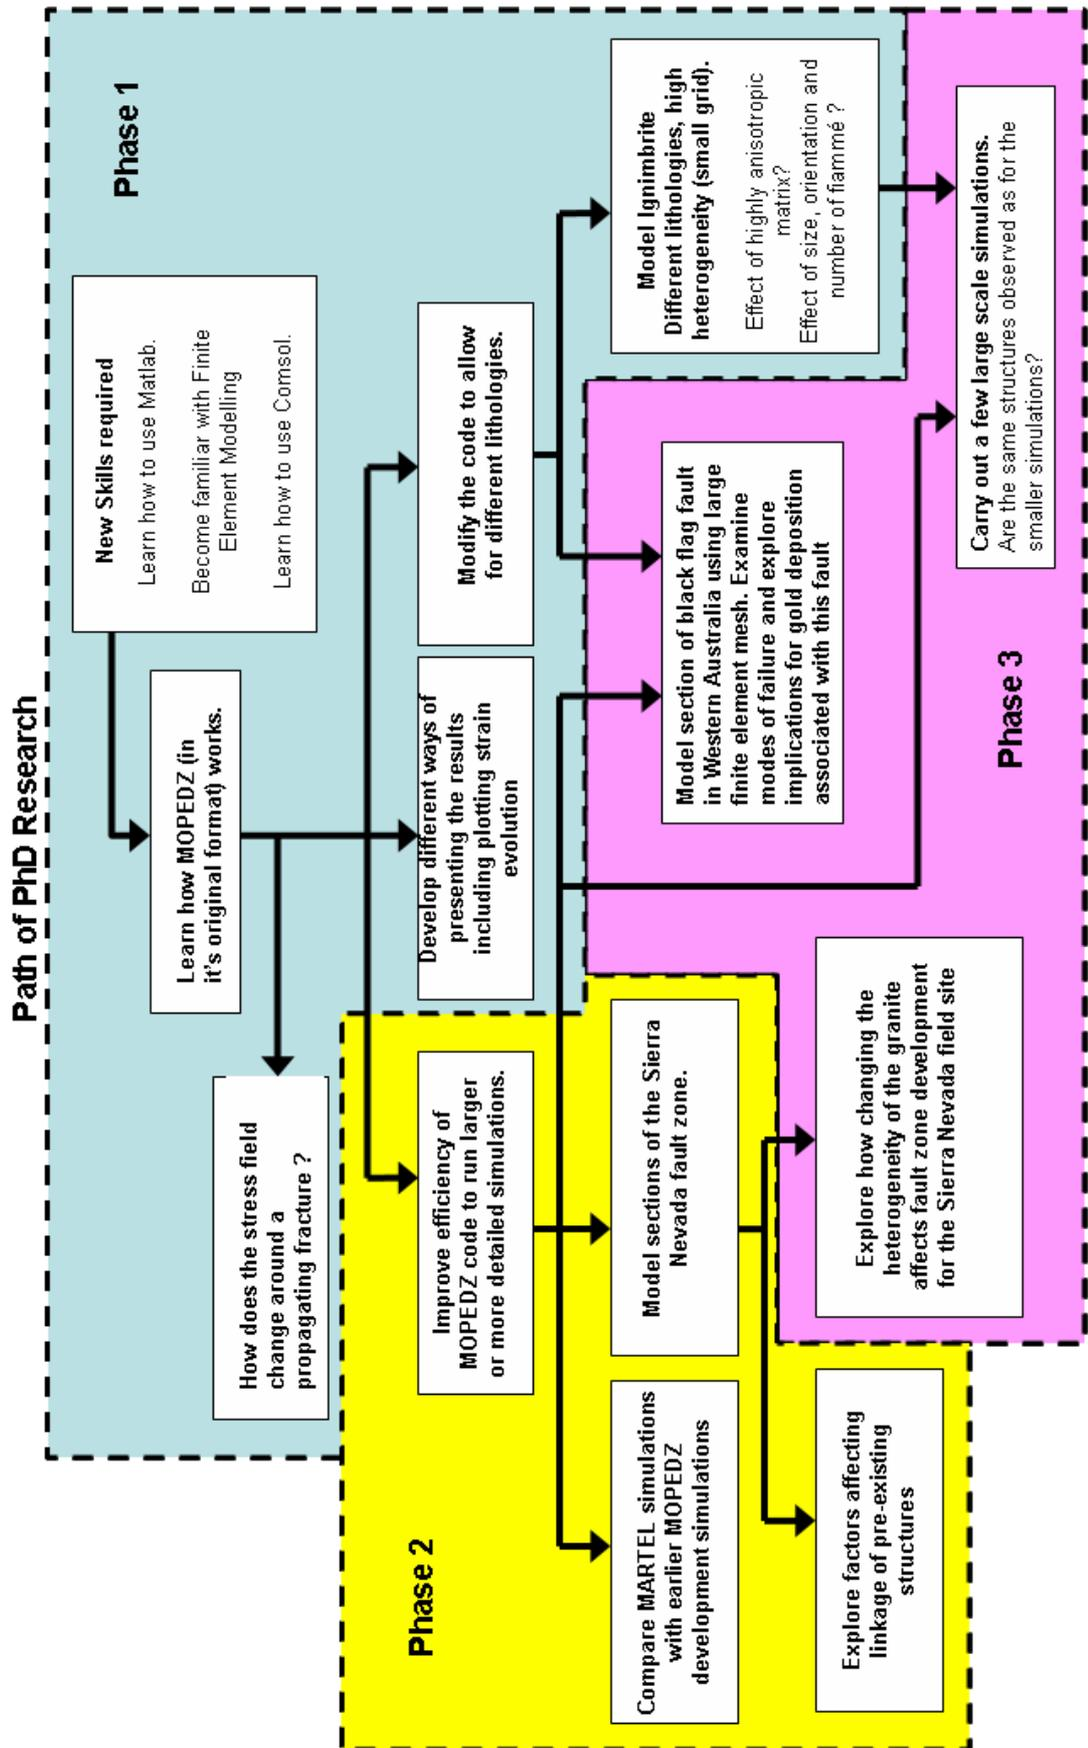 Path of PhD Research
Phase 1
New Skills required
Learn how to use Matlab.
Become familiar with Finite
Element Modelling
Learn how to use Comsol.
Learn how MOPEDZ (in
it's original format) works.
How does the stress field
change around a
propagating fracture ?
Develop different ways of
presenting the results
including plotting strain
evolution
Modify the code to allow
for different lithologies.
Model Ignimbrite
Different lithologies, high
heterogeneity (small grid).
Effect of highly anisotropic
matrix?
Effect of size, orientation and
number of fiammé ?
Phase 2
Improve efficiency of
MOPEDZ code to run larger
or more detailed simulations.
Compare MARTEL simulations
with earlier MOPEDZ
development simulations
Model sections of the Sierra
Nevada fault zone.
Explore factors affecting
linkage of pre-existing
structures
Phase 3
Model section of black flag fault
in Western Australia using large
finite element mesh. Examine
modes of failure and explore
implications for gold deposition
associated with this fault
Explore how changing the
heterogeneity of the granite
affects fault zone development
for the Sierra Nevada field site
Carry out a few large scale simulations.
Are the same structures observed as for the
smaller simulations?